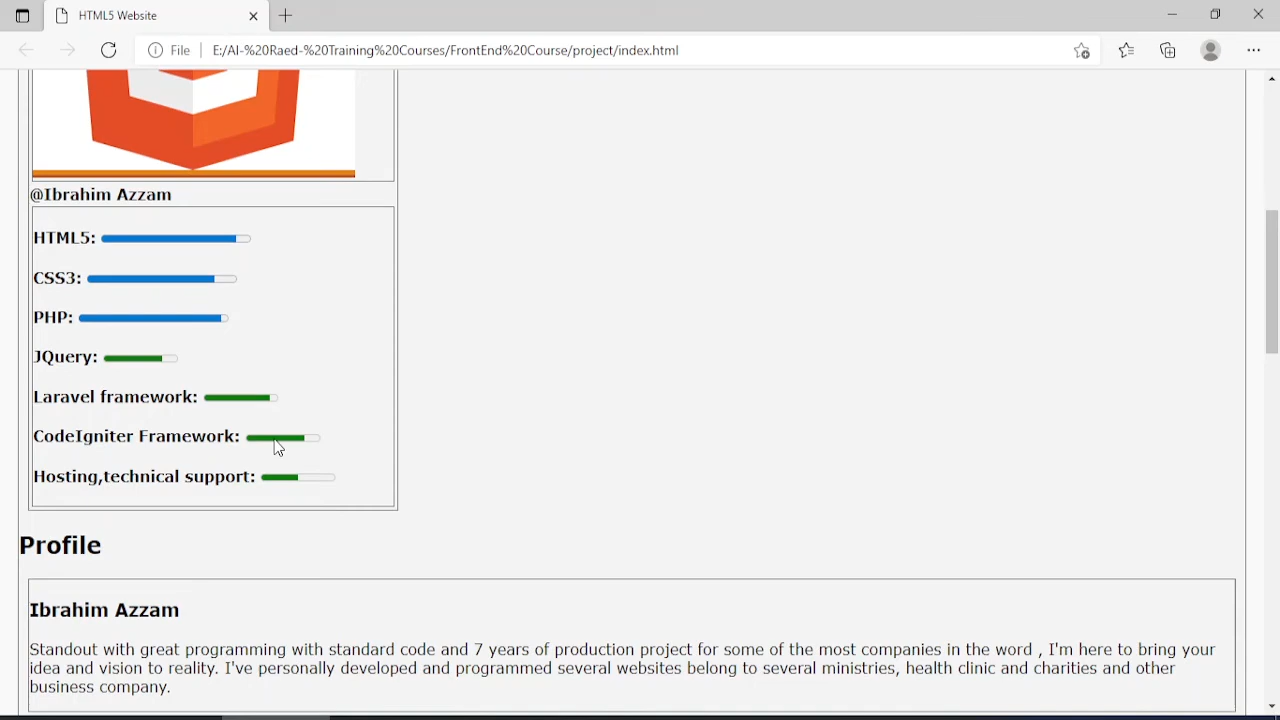 HTML5 Website
File
E:/AI-%20Raed-%20Training%20Courses/FrontEnd%20Course/project/index.html
@Ibrahim Azzam
HTML5:
CSS3:
PHP:
JQuery:
Laravel framework:
CodeIgniter Framework:
Hosting,technical support:
Profile
Ibrahim Azzam
Standout with great programming with standard code and 7 years of production project for some of the most companies in the word , I'm here to bring your
idea and vision to reality. I've personally developed and programmed several websites belong to several ministries, health clinic and charities and other
business company.